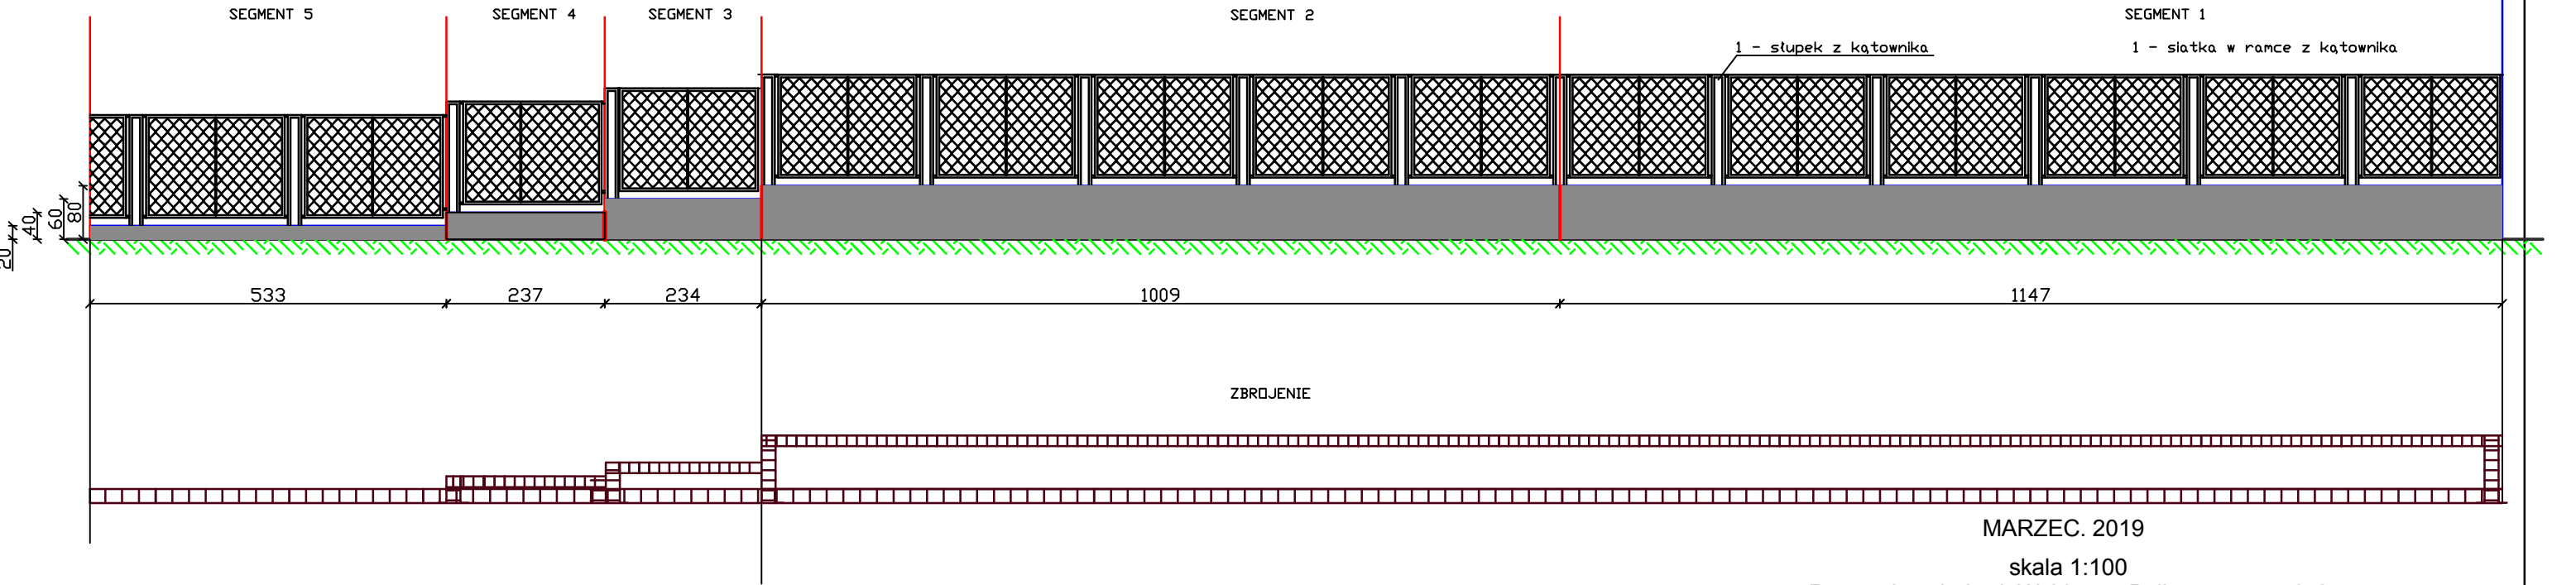 SEGMENT 5
SEGMENT 4
SEGMENT 3
SEGMENT 2
SEGMENT 1
1 - słupek z kątownika
1 - siatka w ramce z kątownika
20
40
60
80
533
237
234
1009
1147
ZBROJENIE
MARZEC. 2019
skala 1:100